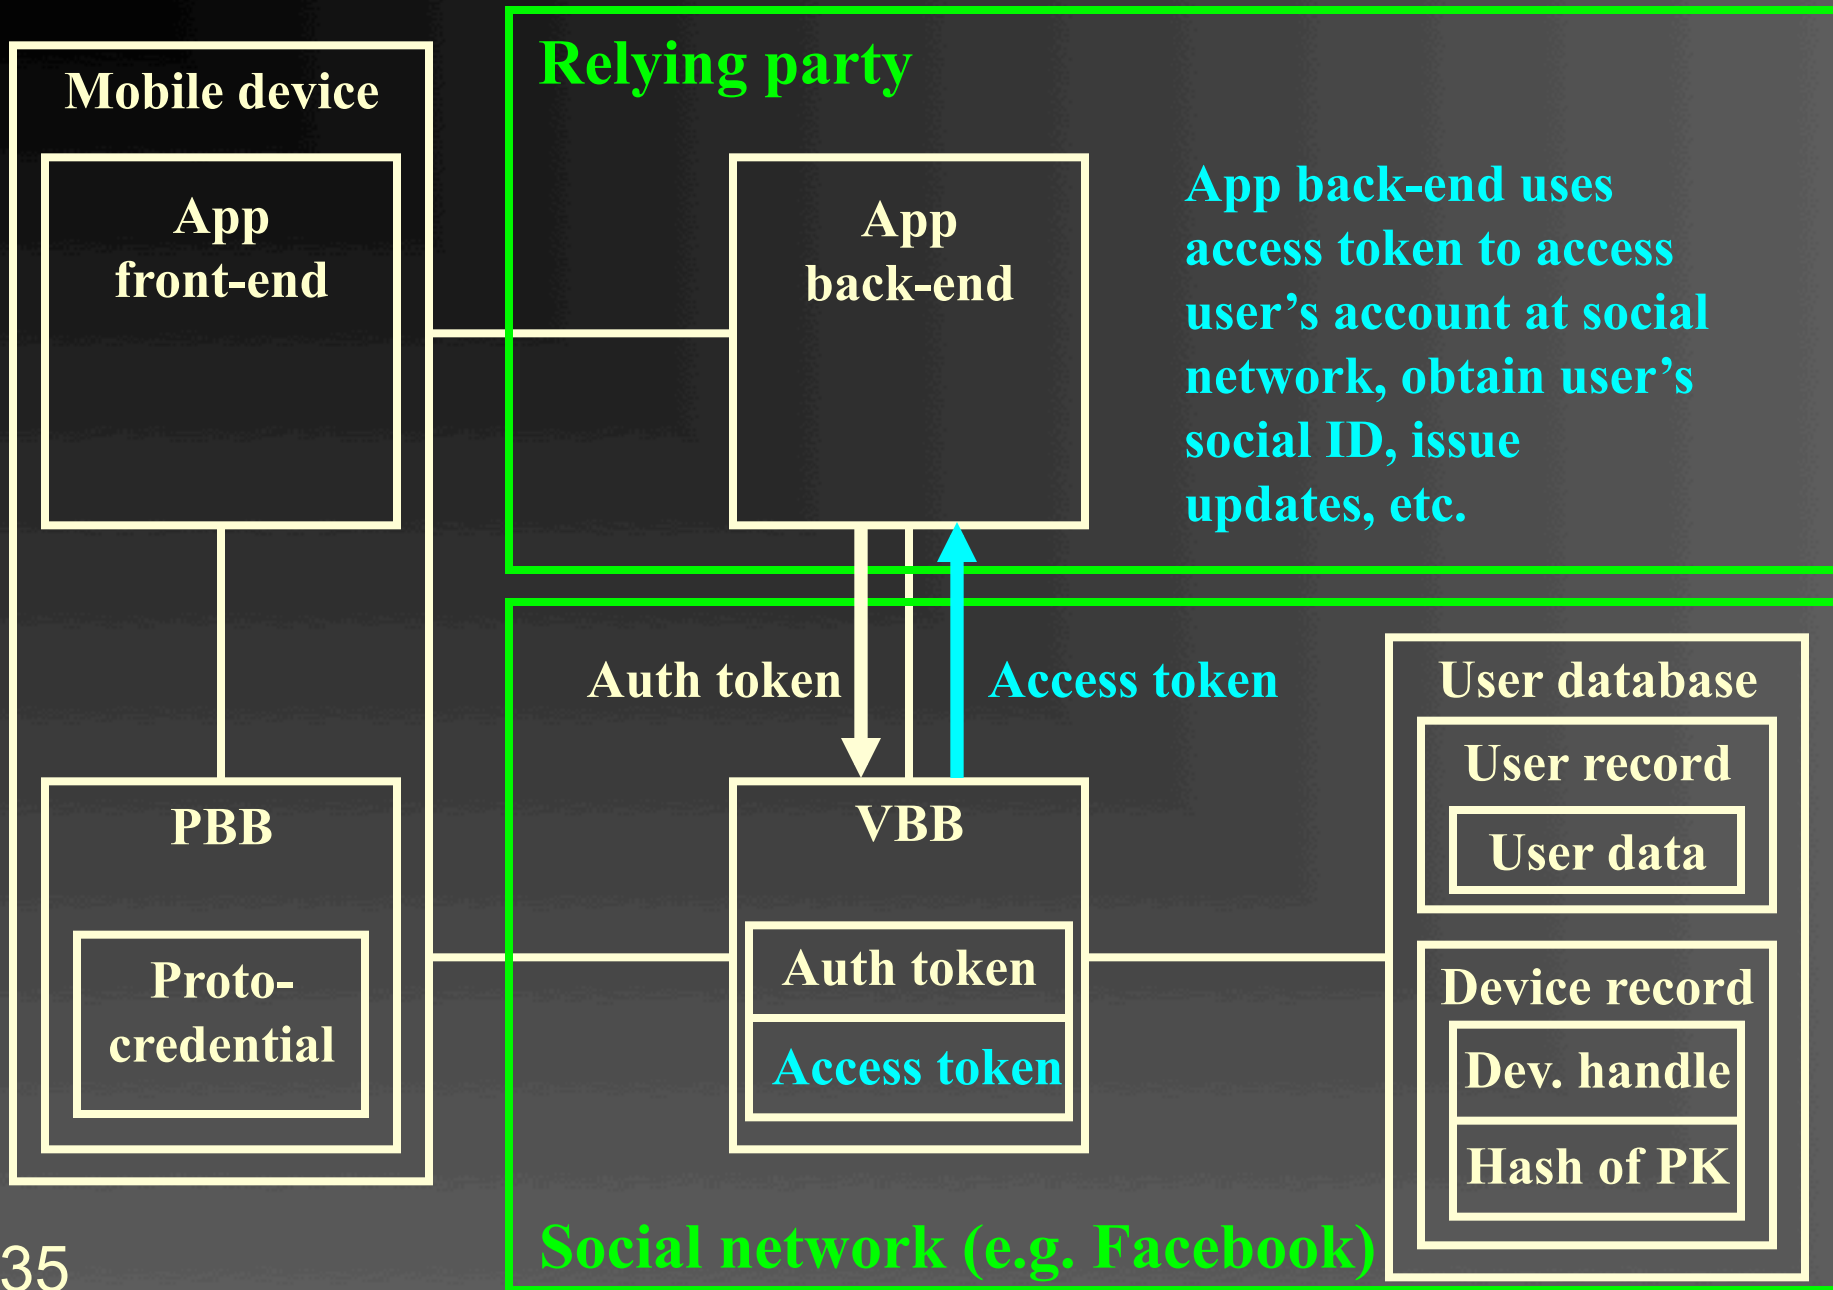 Mobile device
App
front-end
PBB
Proto-
credential
Relying party
App
back-end
App back-end uses
access token to access
user’s account at social
network, obtain user’s
social ID, issue
updates, etc.
Auth token
Access token
VBB
Auth token
Access token
User database
User record
User data
Device record
Dev. handle
Hash of PK
Social network (e.g. Facebook)
35